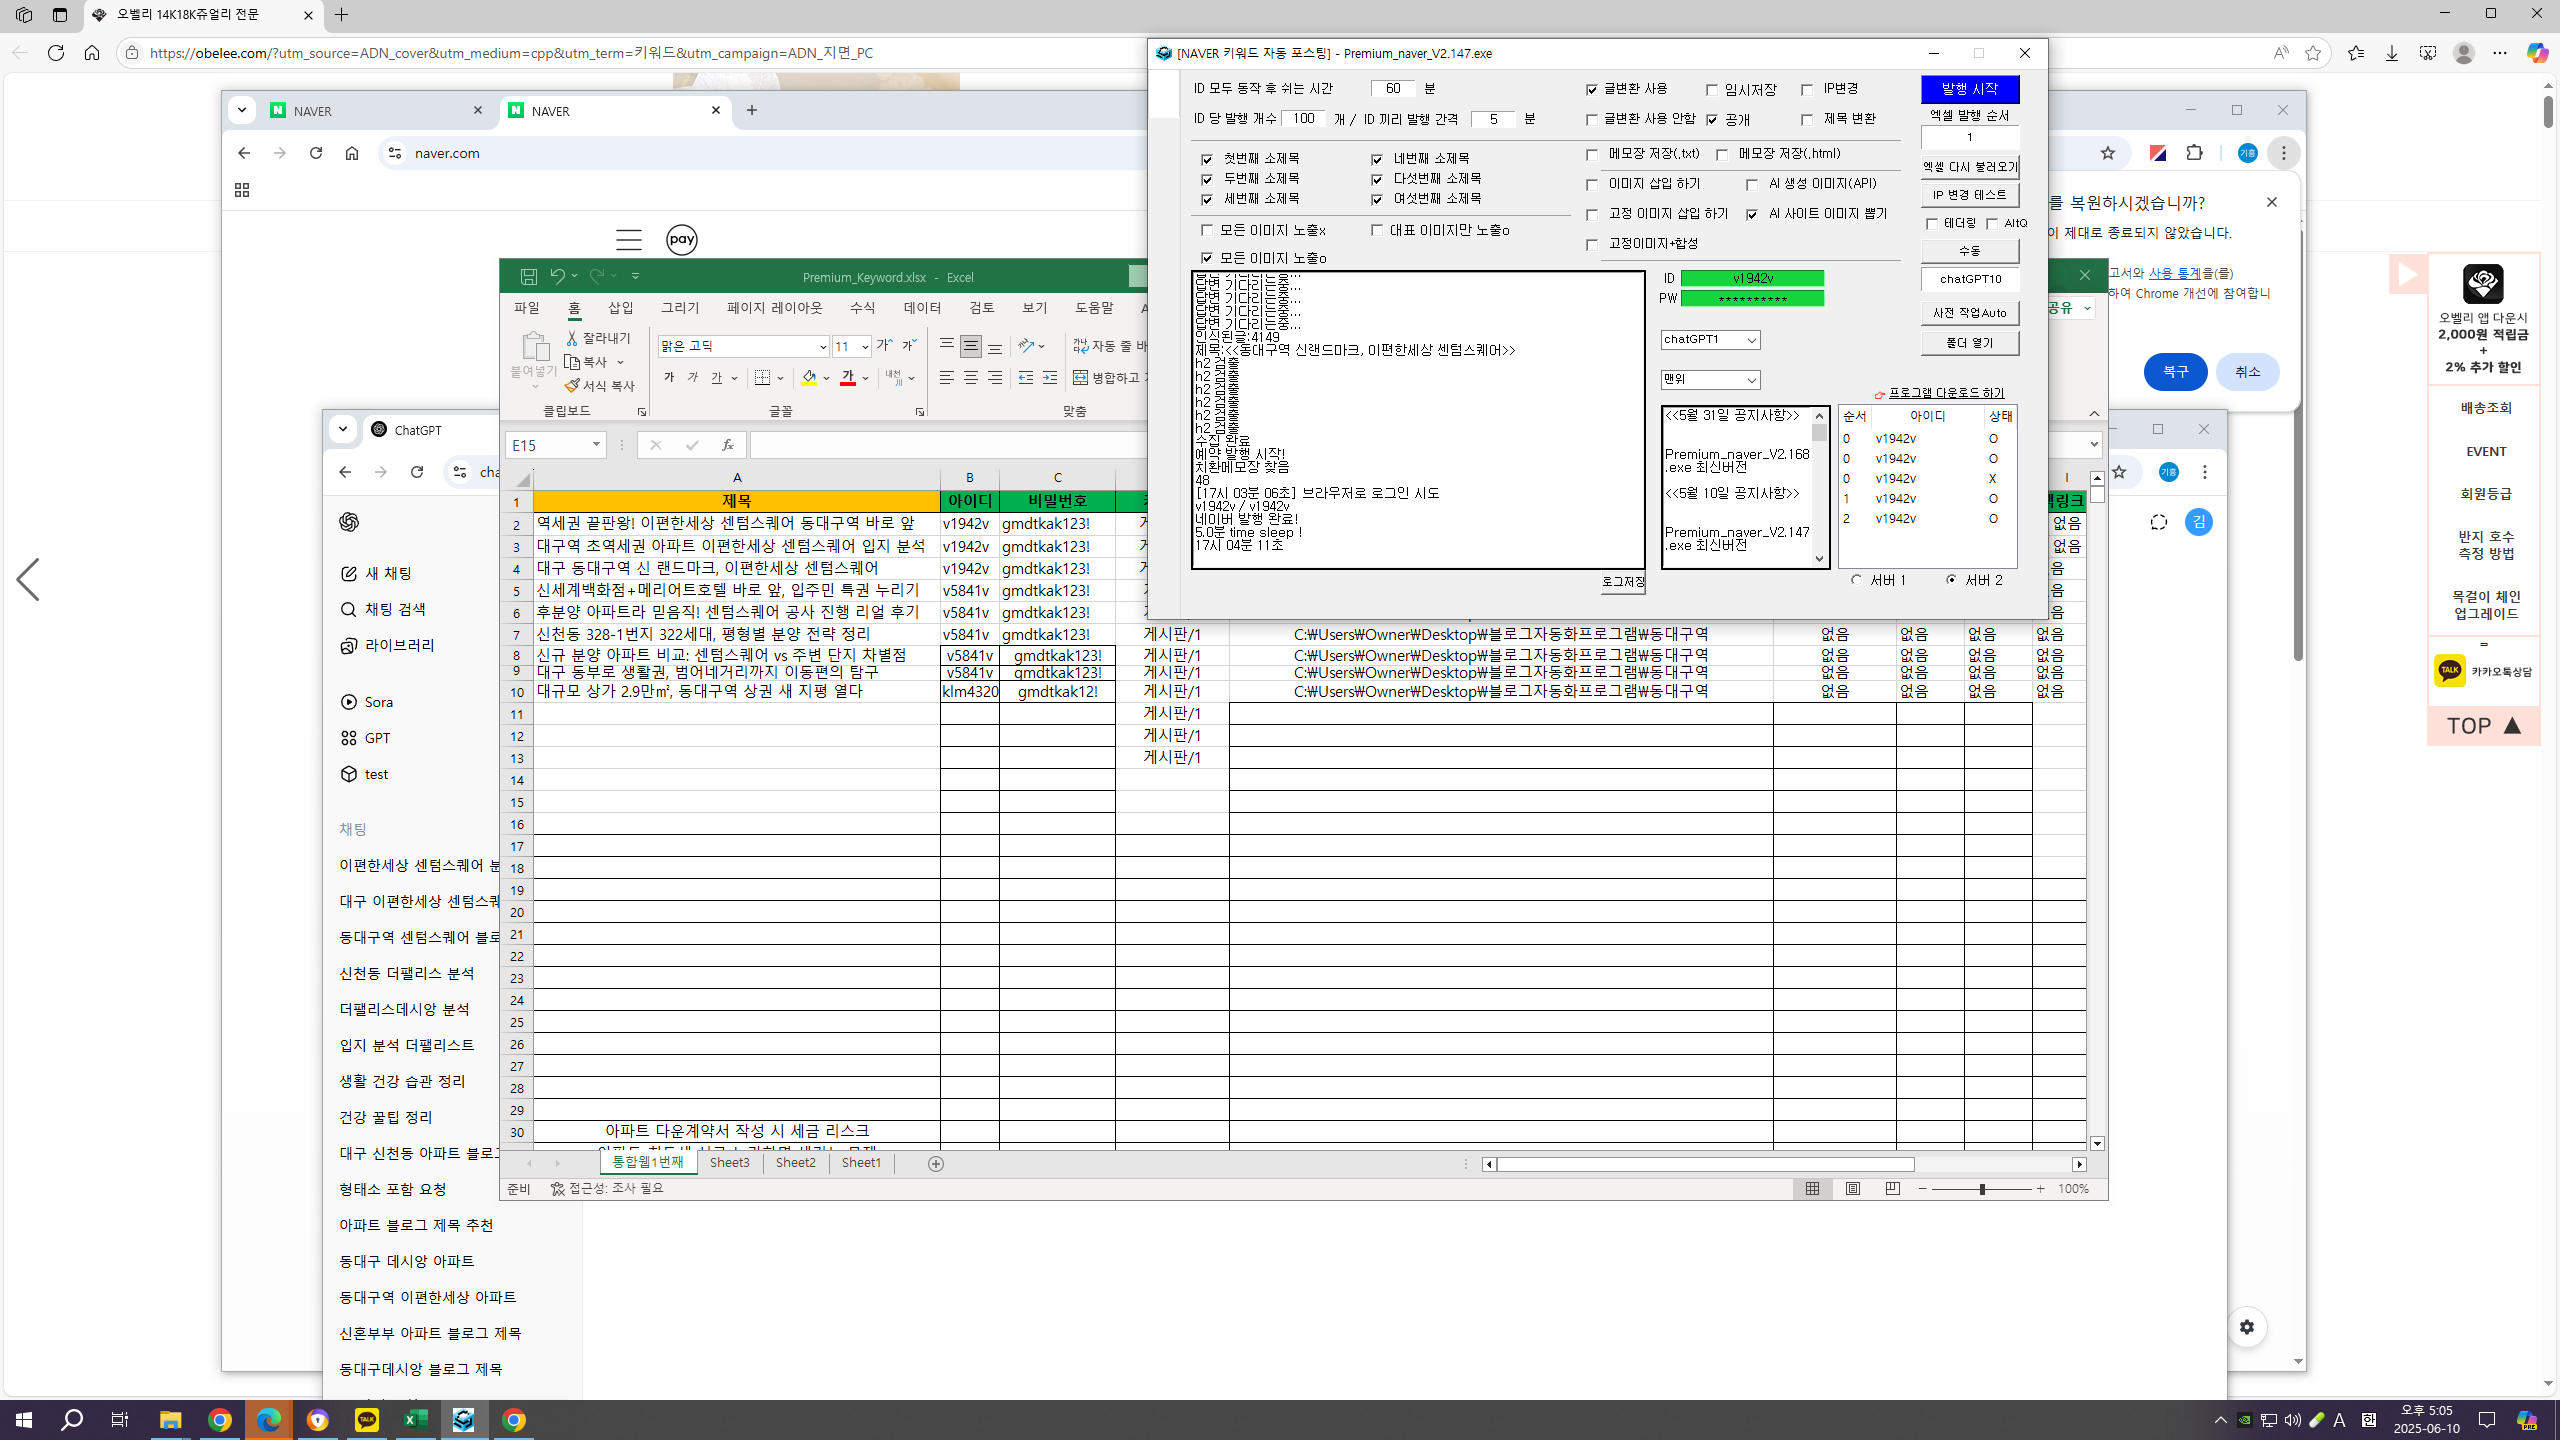 오벨리 14K18K쥬얼리 전문
https://obelee.com/?utm_source=ADN_cover&utm_medium=cpp&utm_term=키워드&utm_campaign=ADN_지면_PC
NAVER
NAVER
naver.com
pay
를 복원하시겠습니까?
이 제대로 종료되지 않았습니다.
고서와 사용 통계을(를)
하여 Chrome 개선에 참여합니
복구
취소
기홍
[NAVER 키워드 자동 포스팅] - Premium_naver_V2.147.exe
ID 모두 동작 후 쉬는 시간 60 분
ID 당 발행 개수 100 개 / ID 끼리 발행 간격 5 분
글변환 사용 임시저장 IP변경
글변환 사용 안함 공개 제목 변환
첫번째 소제목 네번째 소제목
두번째 소제목 다섯번째 소제목
세번째 소제목 여섯번째 소제목
모든 이미지 노출x 대표 이미지만 노출o
모든 이미지 노출o
메모장 저장(.txt) 메모장 저장(.html)
이미지 삽입 하기 AI 생성 이미지(API)
고정 이미지 삽입 하기 AI 사이트 이미지 뽑기
고정이미지+합성
발행 시작
엑셀 발행 순서
1
엑셀 다시 불러오기
IP 변경 테스트
테더링 AltQ
수동
chatGPT10
사전 작업Auto
폴더 열기
ID v1942v
PW **********
chatGPT1
맨위
프로그램 다운로드 하기
답변 기다리는중...
답변 기다리는중...
답변 기다리는중...
답변 기다리는중...
답변 기다리는중...
인식된글:4149
제목:<<동대구역 신랜드마크, 이편한세상 센텀스퀘어>>
h2 검출
h2 검출
h2 검출
h2 검출
h2 검출
h2 검출
수집 완료
예약 발행 시작!
치환메모장 찾음
48
[17시 03분 06초] 브라우저로 로그인 시도
v1942v / v1942v
네이버 발행 완료!
5.0분 time sleep !
17시 04분 11초
로그저장
<<5월 31일 공지사항>>
Premium_naver_V2.168
.exe 최신버전
<<5월 10일 공지사항>>
Premium_naver_V2.147
.exe 최신버전
순서 아이디 상태
0 v1942v O
0 v1942v O
0 v1942v X
1 v1942v O
2 v1942v O
서버 1 서버 2
Premium_Keyword.xlsx - Excel
파일 홈 삽입 그리기 페이지 레이아웃 수식 데이터 검토 보기 도움말
공유
붙여넣기
잘라내기
복사
서식 복사
클립보드
맑은 고딕 11
가 가 가
글꼴
자동 줄 바
병합하고
맞춤
E15
fx
A B C I
1 제목 아이디 비밀번호 링크
2 역세권 끝판왕! 이편한세상 센텀스퀘어 동대구역 바로 앞 v1942v gmdtkak123! 없음
3 대구역 초역세권 아파트 이편한세상 센텀스퀘어 입지 분석 v1942v gmdtkak123! 없음
4 대구 동대구역 신 랜드마크, 이편한세상 센텀스퀘어 v1942v gmdtkak123!
5 신세계백화점+메리어트호텔 바로 앞, 입주민 특권 누리기 v5841v gmdtkak123!
6 후분양 아파트라 믿음직! 센텀스퀘어 공사 진행 리얼 후기 v5841v gmdtkak123!
7 신천동 328-1번지 322세대, 평형별 분양 전략 정리 v5841v gmdtkak123! 게시판/1 C:₩Users₩Owner₩Desktop₩블로그자동화프로그램₩동대구역 없음 없음 없음 없음
8 신규 분양 아파트 비교: 센텀스퀘어 vs 주변 단지 차별점 v5841v gmdtkak123! 게시판/1 C:₩Users₩Owner₩Desktop₩블로그자동화프로그램₩동대구역 없음 없음 없음 없음
9 대구 동부로 생활권, 범어네거리까지 이동편의 탐구 v5841v gmdtkak123! 게시판/1 C:₩Users₩Owner₩Desktop₩블로그자동화프로그램₩동대구역 없음 없음 없음 없음
10 대규모 상가 2.9만㎡, 동대구역 상권 새 지평 열다 klm4320 gmdtkak12! 게시판/1 C:₩Users₩Owner₩Desktop₩블로그자동화프로그램₩동대구역 없음 없음 없음 없음
11 게시판/1
12 게시판/1
13 게시판/1
14
15
16
17
18
19
20
21
22
23
24
25
26
27
28
29
30 아파트 다운계약서 작성 시 세금 리스크
통합웰1번째 Sheet3 Sheet2 Sheet1
준비 접근성: 조사 필요 100%
ChatGPT
기홍
김
새 채팅
채팅 검색
라이브러리
Sora
GPT
test
채팅
이편한세상 센텀스퀘어
대구 이편한세상 센텀스퀘
동대구역 센텀스퀘어 블로
신천동 더팰리스 분석
더팰리스데시앙 분석
입지 분석 더팰리스트
생활 건강 습관 정리
건강 꿀팁 정리
대구 신천동 아파트 블로그
형태소 포함 요청
아파트 블로그 제목 추천
동대구 데시앙 아파트
동대구역 이편한세상 아파트
신혼부부 아파트 블로그 제목
동대구데시앙 블로그 제목
오벨리 앱 다운시
2,000원 적립금
+
2% 추가 할인
배송조회
EVENT
회원등급
반지 호수
측정 방법
목걸이 체인
업그레이드
TALK 카카오톡상담
TOP ▲
A 한
오후 5:05
2025-06-10